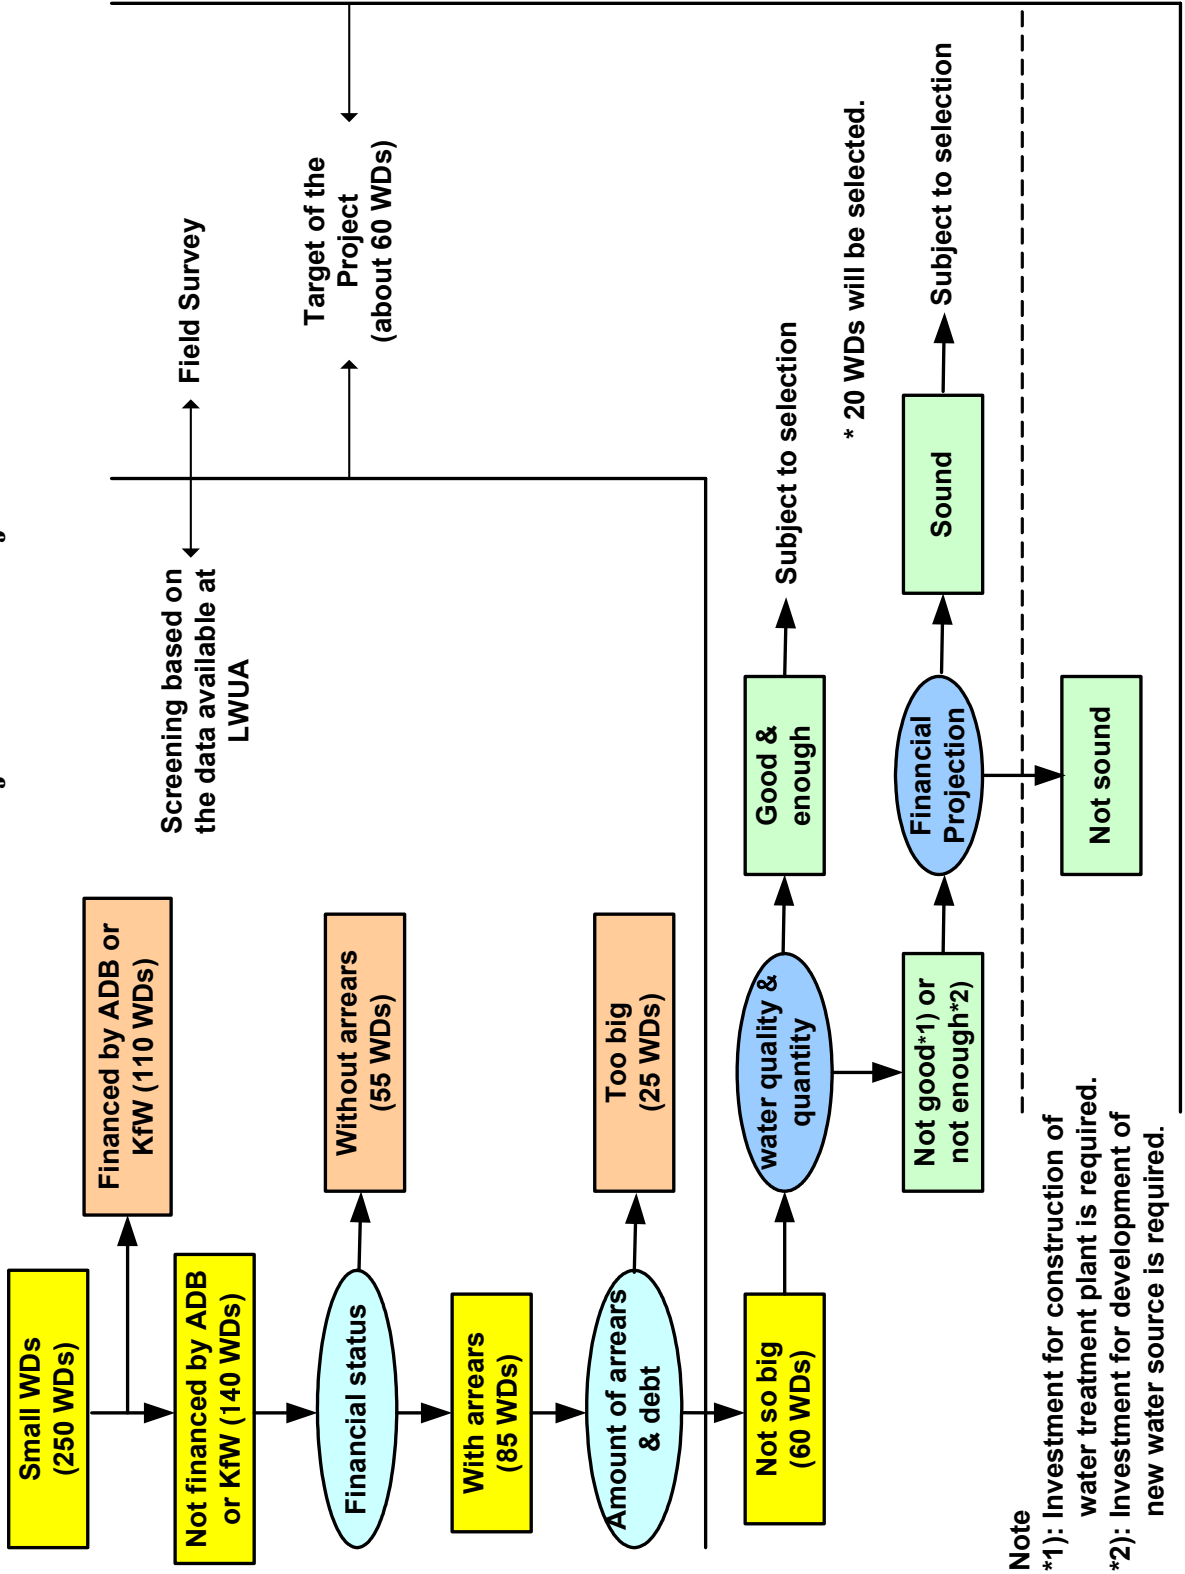 Small WDs
(250 WDs)
Financed by ADB or
KfW (110 WDs)
Not financed by ADB
or KfW (140 WDs)
Screening based on
the data available at
LWUA
Field Survey
Financial status
Without arrears
(55 WDs)
Target of the
Project
(about 60 WDs)
With arrears
(85 WDs)
Amount of arrears
& debt
Too big
(25 WDs)
Not so big
(60 WDs)
water quality &
quantity
Good &
enough
Subject to selection
* 20 WDs will be selected.
Not good*1) or
not enough*2)
Financial
Projection
Sound
Subject to selection
Not sound
Note
*1): Investment for construction of
water treatment plant is required.
*2): Investment for development of
new water source is required.